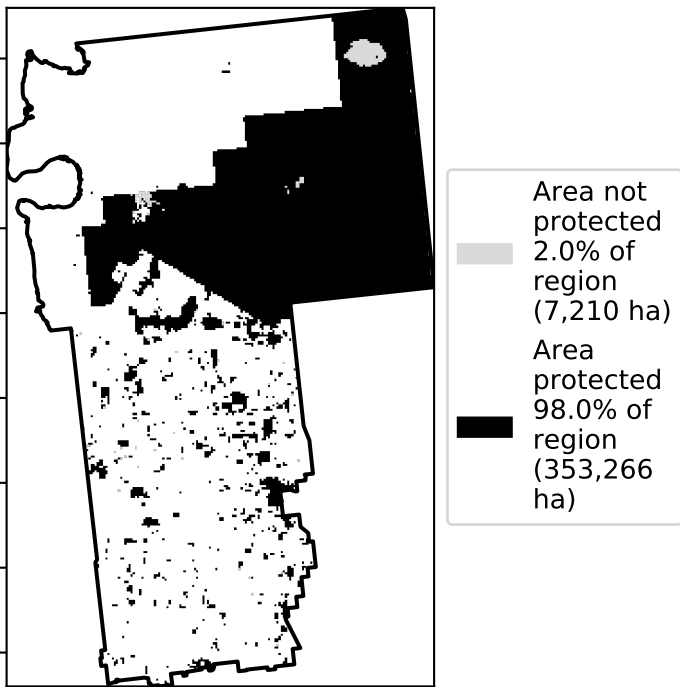 Area not
protected
2.0% of
region
(7,210 ha)
Area
protected
98.0% of
region
(353,266
ha)